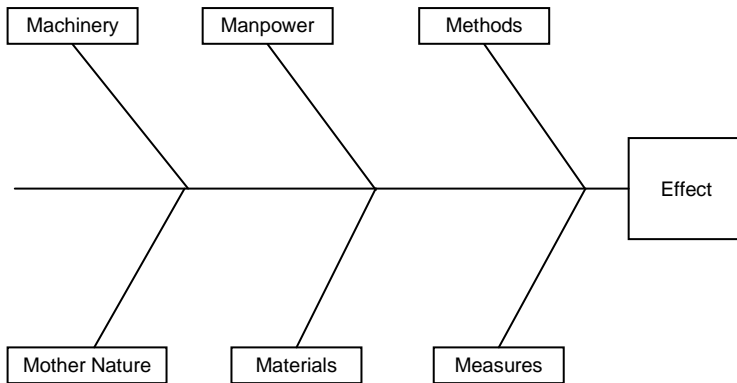 Machinery
Manpower
Methods
Effect
Mother Nature
Materials
Measures